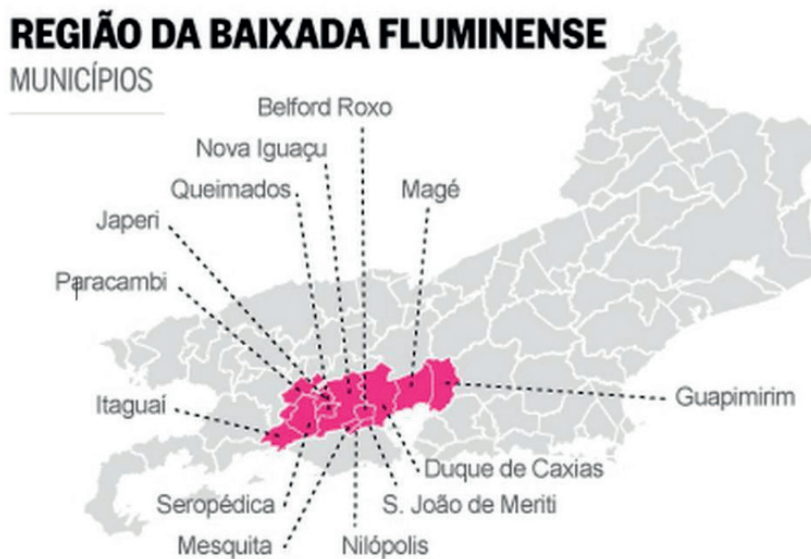 REGIÃO DA BAIXADA FLUMINENSE
MUNICÍPIOS
Belford Roxo
Nova Iguaçu
Queimados
Magé
Japeri
Paracambi
Itaguaí
Guapimirim
Duque de Caxias
Seropédica
S. João de Meriti
Mesquita
Nilópolis